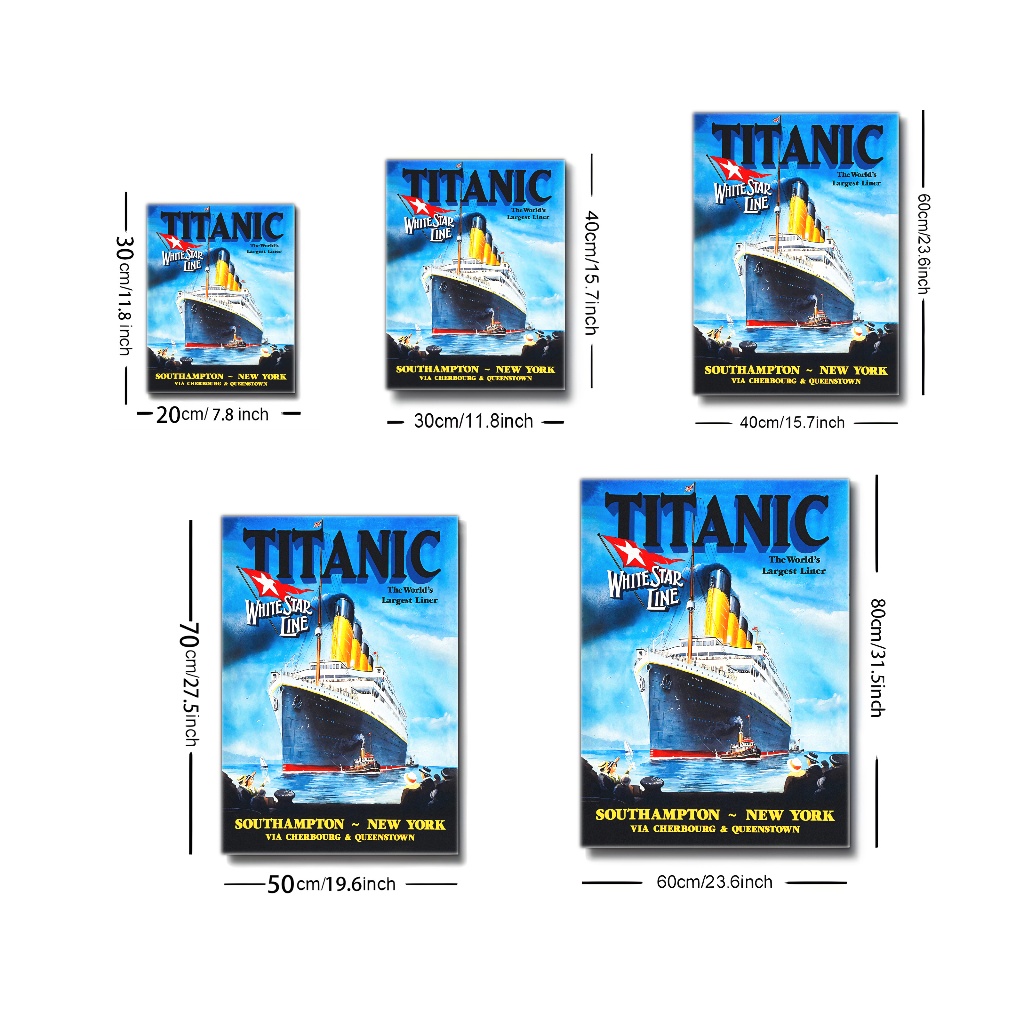 TITANIC
The World's
Largest Liner
WHITE STAR
LINE
SOUTHAMPTON ~ NEW YORK
VIA CHERBOURG & QUEENSTOWN
30cm/11.8 inch
20cm/ 7.8 inch
TITANIC
The World's
Largest Liner
WHITE STAR
LINE
SOUTHAMPTON ~ NEW YORK
VIA CHERBOURG & QUEENSTOWN
40cm/15.7inch
30cm/11.8inch
TITANIC
The World's
Largest Liner
WHITE STAR
LINE
SOUTHAMPTON ~ NEW YORK
VIA CHERBOURG & QUEENSTOWN
60cm/23.6inch
40cm/15.7inch
TITANIC
The World's
Largest Liner
WHITE STAR
LINE
SOUTHAMPTON ~ NEW YORK
VIA CHERBOURG & QUEENSTOWN
70cm/27.5inch
50cm/19.6inch
TITANIC
The World's
Largest Liner
WHITE STAR
LINE
SOUTHAMPTON ~ NEW YORK
VIA CHERBOURG & QUEENSTOWN
80cm/31.5inch
60cm/23.6inch